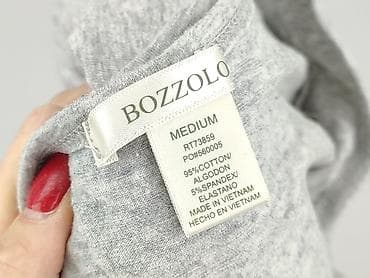 BOZZOLO
MEDIUM
RT73859
PO#560005
95%COTTON/
ALGODON
5%SPANDEX/
ELASTANO
MADE IN VIETNAM
HECHO EN VIETNAM